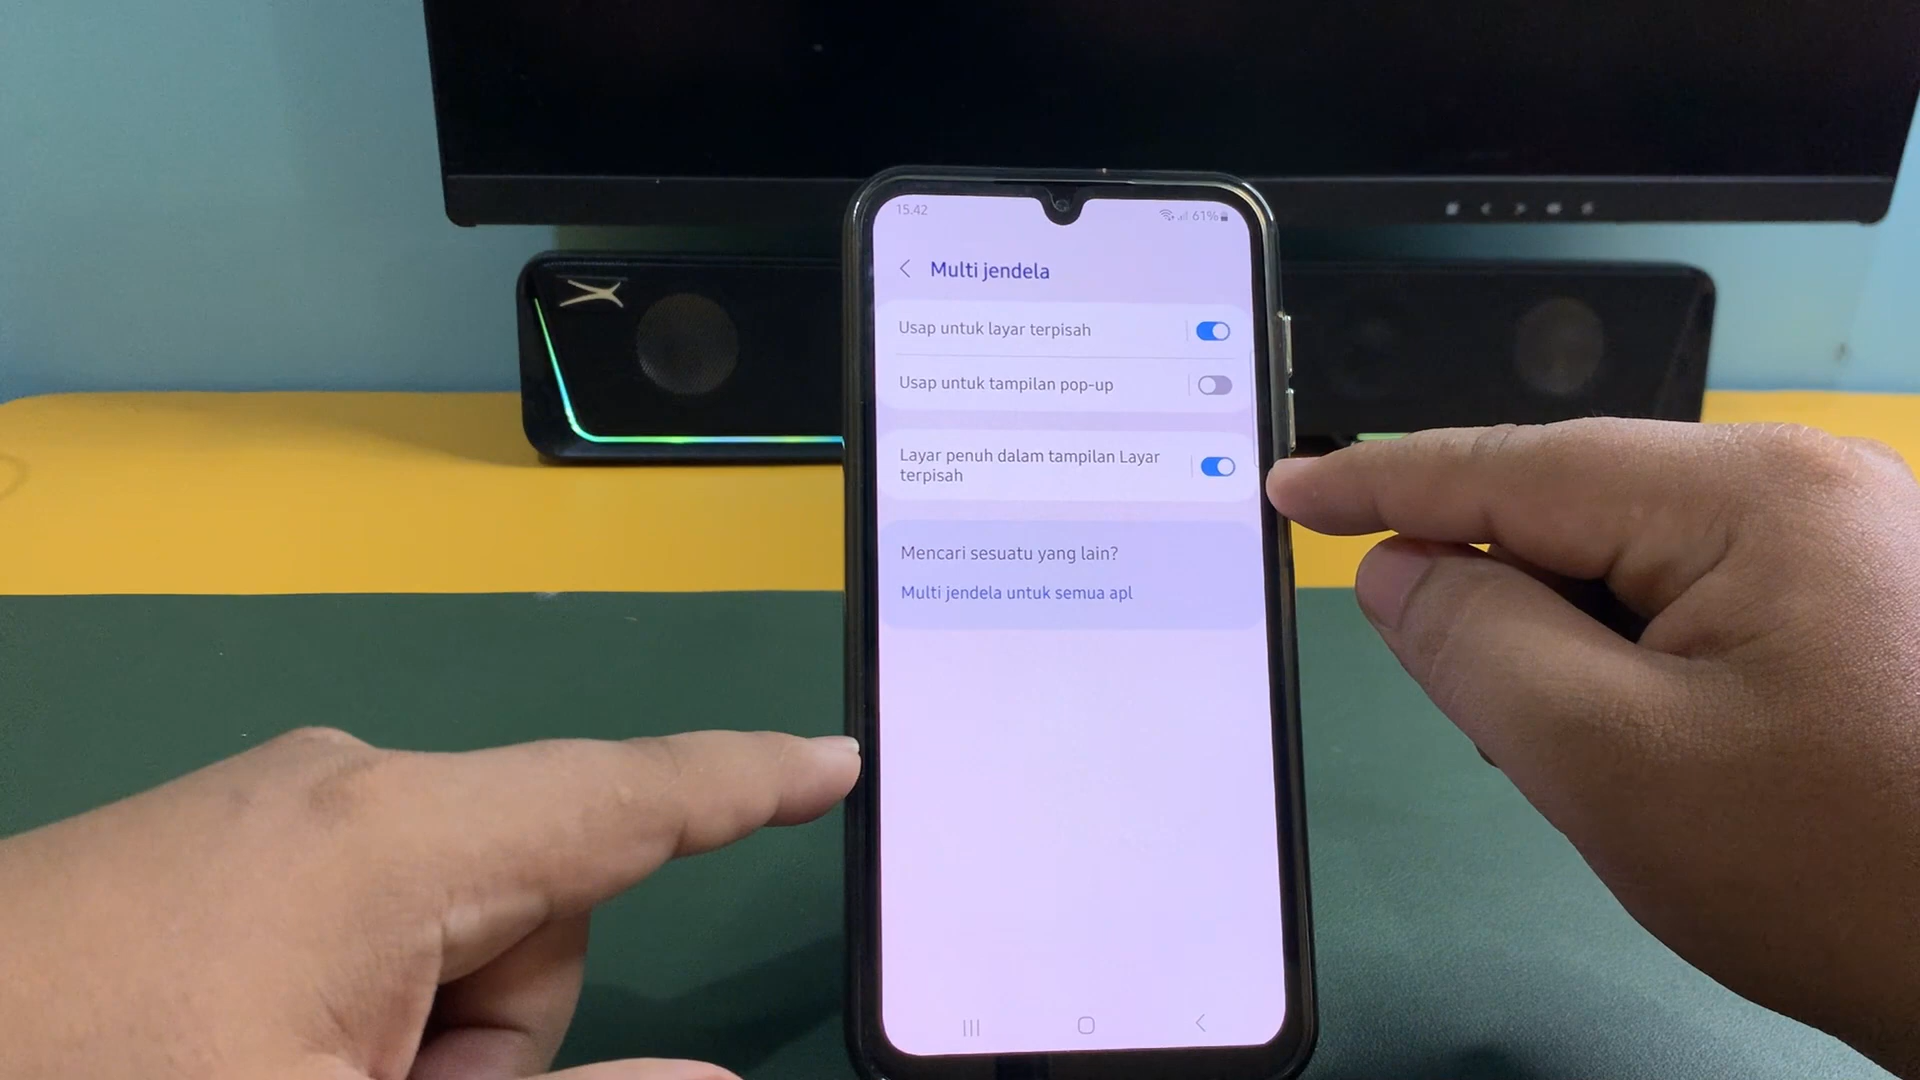 15.42
61%
Multi jendela
Usap untuk layar terpisah
Usap untuk tampilan pop-up
Layar penuh dalam tampilan Layar
terpisah
Mencari sesuatu yang lain?
Multi jendela untuk semua apl